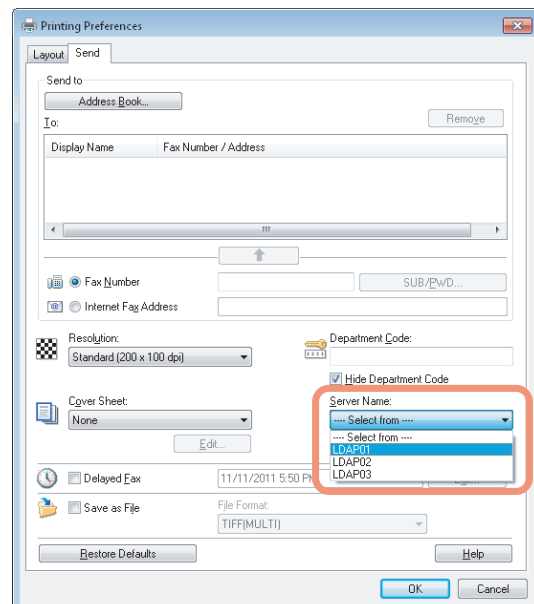 Printing Preferences
Layout Send
Send to
Address Book...
To:
Remove
Display Name Fax Number / Address
Fax Number
SUB/PWD...
Internet Fax Address
Resolution:
Standard (200 x 100 dpi)
Department Code:
Hide Department Code
Cover Sheet:
None
Edit...
Server Name:
---- Select from ----
---- Select from ----
LDAP01
LDAP02
LDAP03
Delayed Fax
11/11/2011 5:50
Save as File
File Format:
TIFF(MULTI)
Restore Defaults
Help
OK Cancel